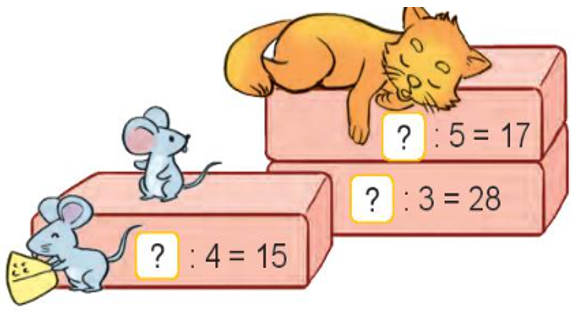 ? : 5 = 17
? : 3 = 28
? : 4 = 15